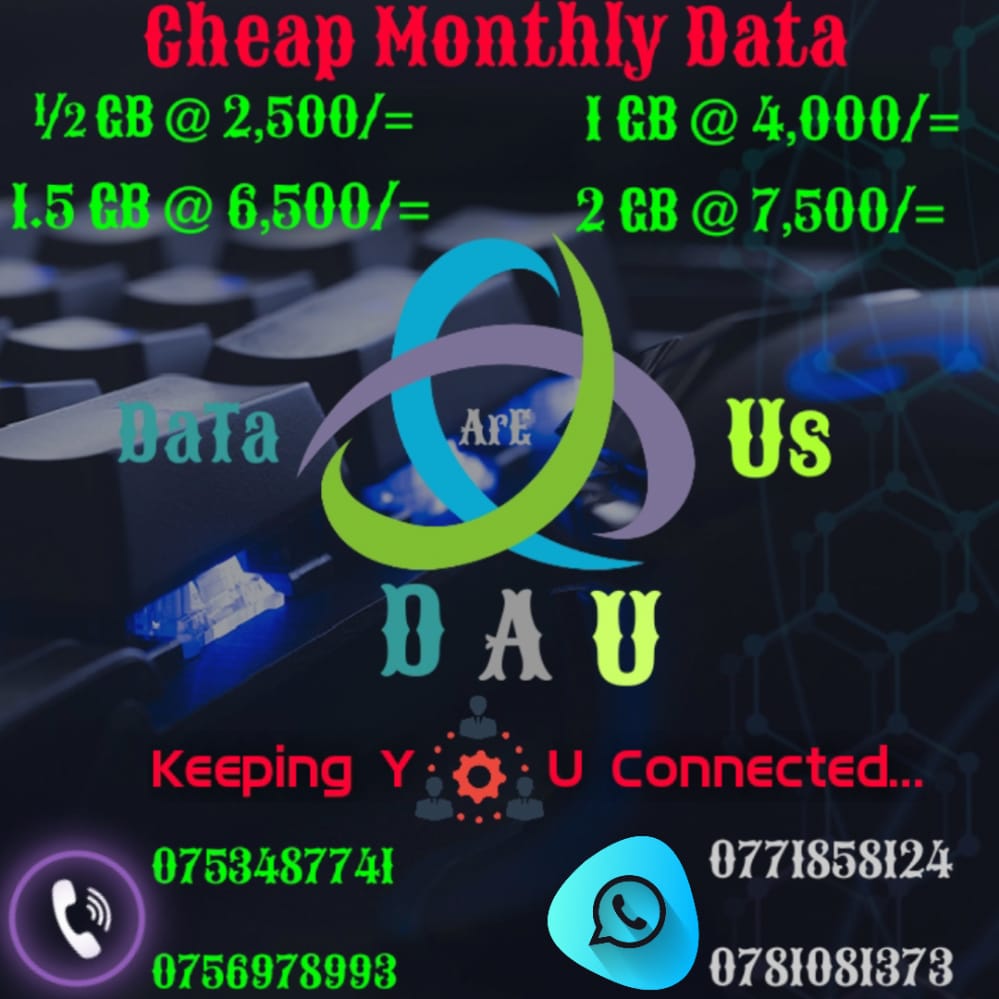 Cheap Monthly Data
1/2 GB @ 2,500/= 1 GB @ 4,000/=
1.5 GB @ 6,500/= 2 GB @ 7,500/=
DaTa ArE Us
D A U
Keeping Y U Connected...
0753487741 0771858124
0756978993 0781081373